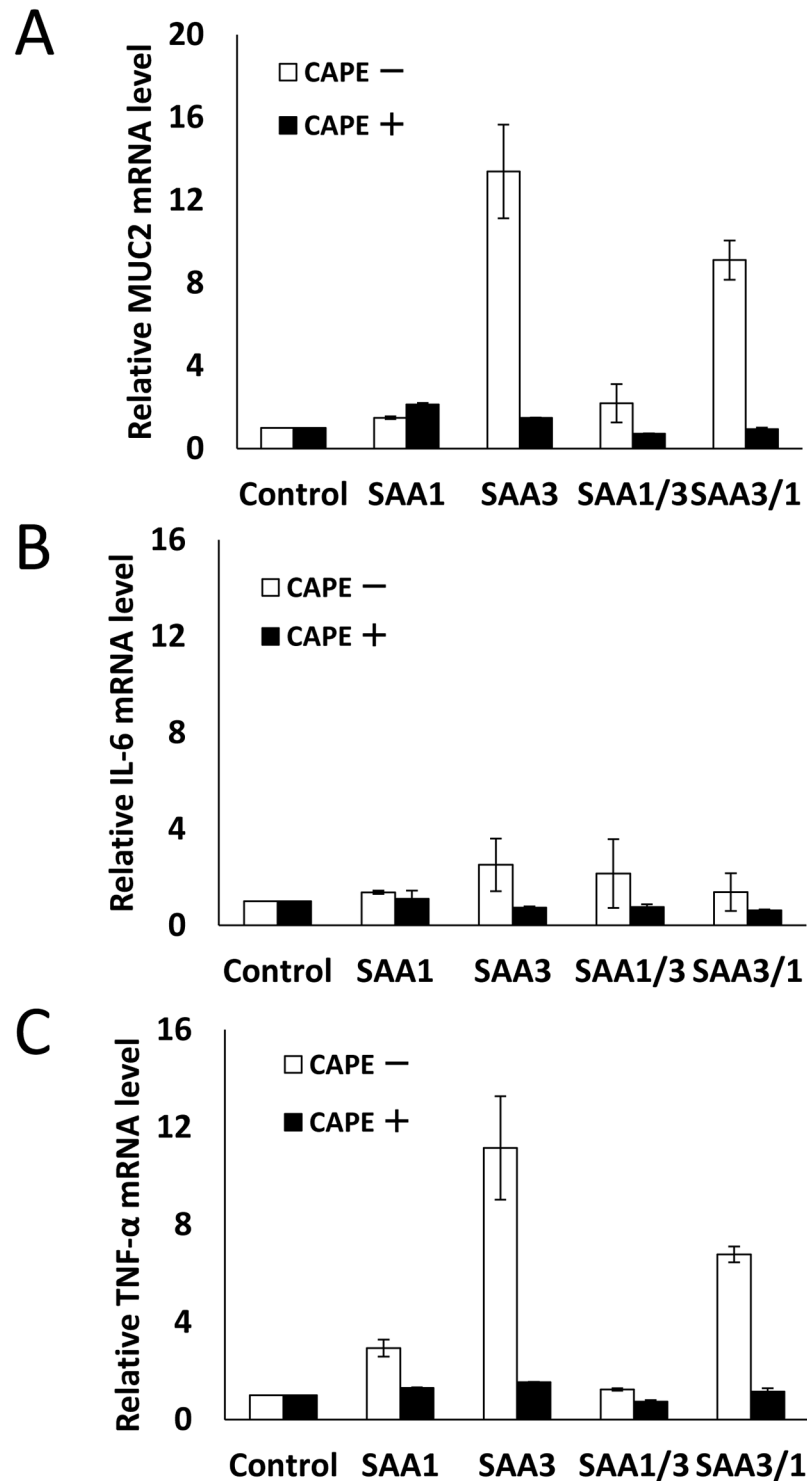 A
Relative MUC2 mRNA level
20
16
12
8
4
0
CAPE −
CAPE +
Control SAA1 SAA3 SAA1/3 SAA3/1
B
Relative IL-6 mRNA level
16
12
8
4
0
CAPE −
CAPE +
Control SAA1 SAA3 SAA1/3 SAA3/1
C
Relative TNF-α mRNA level
16
12
8
4
0
CAPE −
CAPE +
Control SAA1 SAA3 SAA1/3 SAA3/1